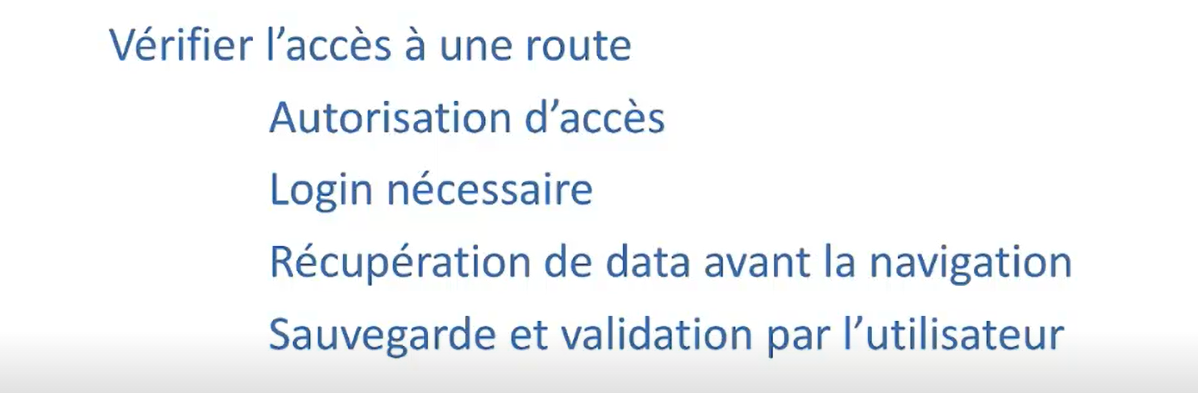 Vérifier l’accès à une route
Autorisation d’accès
Login nécessaire
Récupération de data avant la navigation
Sauvegarde et validation par l’utilisateur